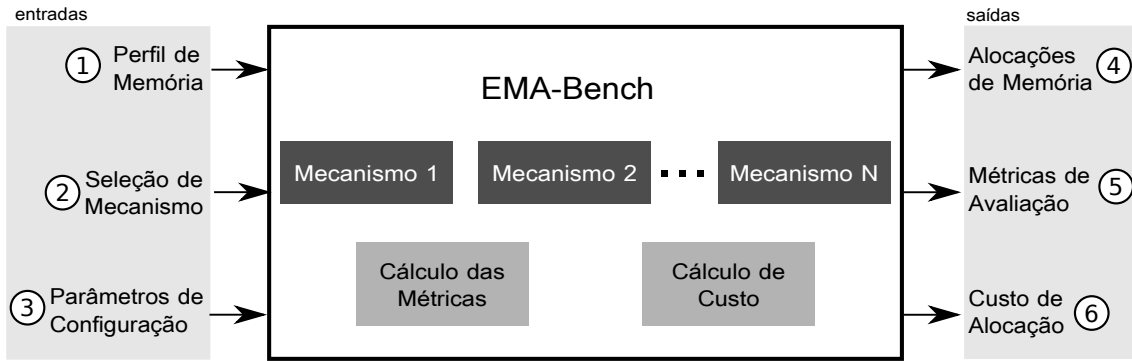 entradas
1
Perfil de
Memória
2
Seleção de
Mecanismo
3
Parâmetros de
Configuração
EMA-Bench
Mecanismo 1
Mecanismo 2
Mecanismo N
Cálculo das
Métricas
Cálculo de
Custo
saídas
Alocações
de Memória
4
Métricas de
Avaliação
5
Custo de
Alocação
6